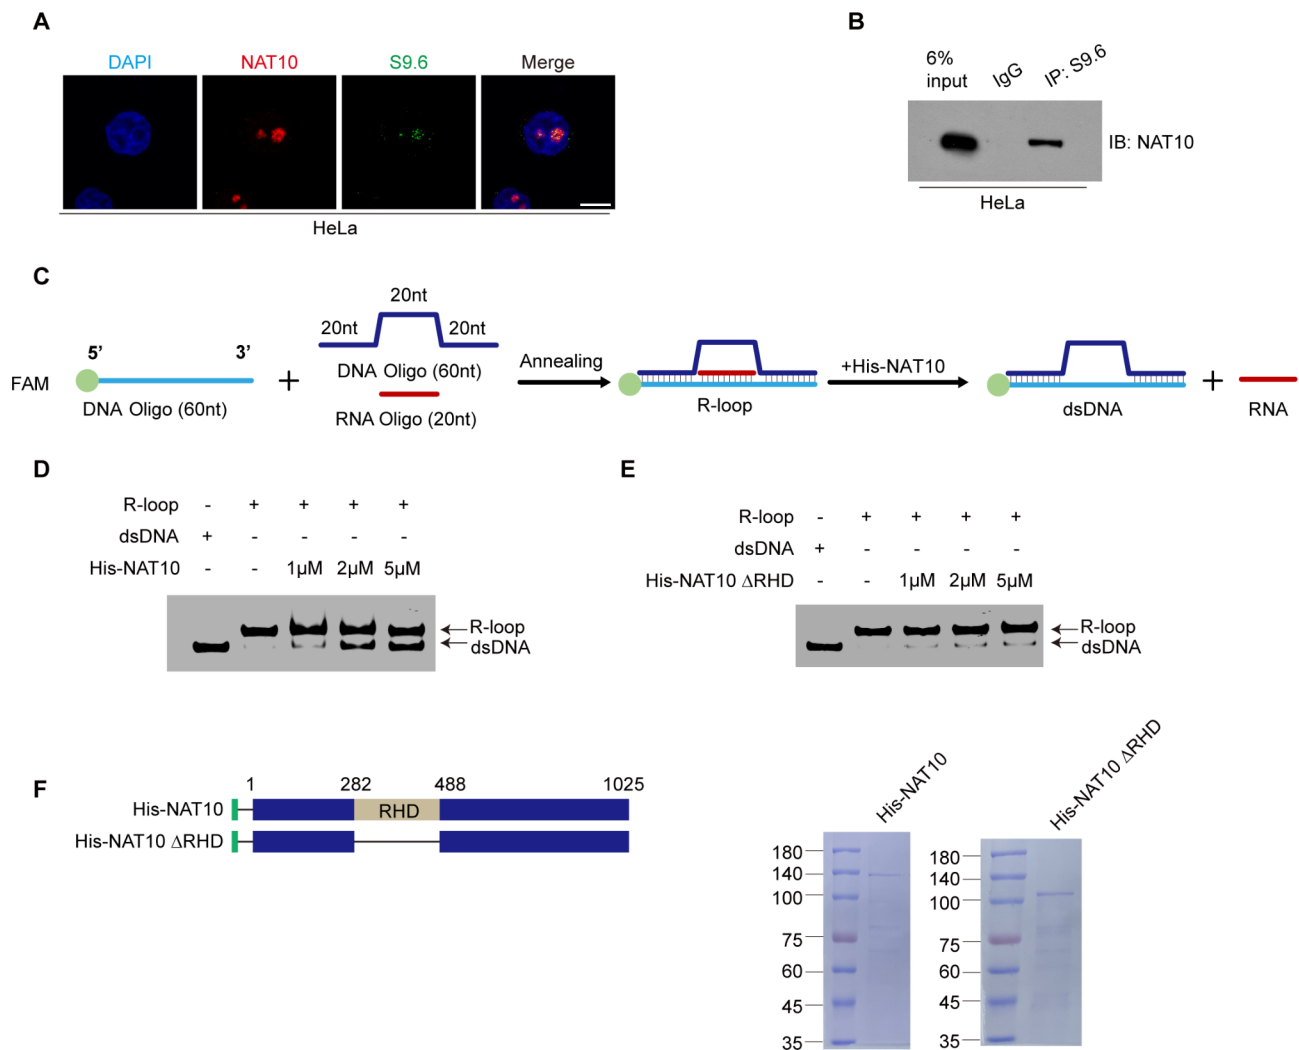 A
DAPI NAT10 S9.6 Merge
HeLa
B
6% input IgG IP: S9.6
IB: NAT10
HeLa
C
FAM
5’ 3’
DNA Oligo (60nt)
+
20nt
20nt 20nt
DNA Oligo (60nt)
RNA Oligo (20nt)
Annealing
R-loop
+His-NAT10
dsDNA
+
RNA
D
R-loop - + + + +
dsDNA + - - - -
His-NAT10 - - 1μM 2μM 5μM
R-loop
dsDNA
E
R-loop - + + + +
dsDNA + - - - -
His-NAT10 ΔRHD - - 1μM 2μM 5μM
R-loop
dsDNA
F
1 282 488 1025
His-NAT10 RHD
His-NAT10 ΔRHD
His-NAT10
180
140
100
75
60
45
35
His-NAT10 ΔRHD
180
140
100
75
60
45
35